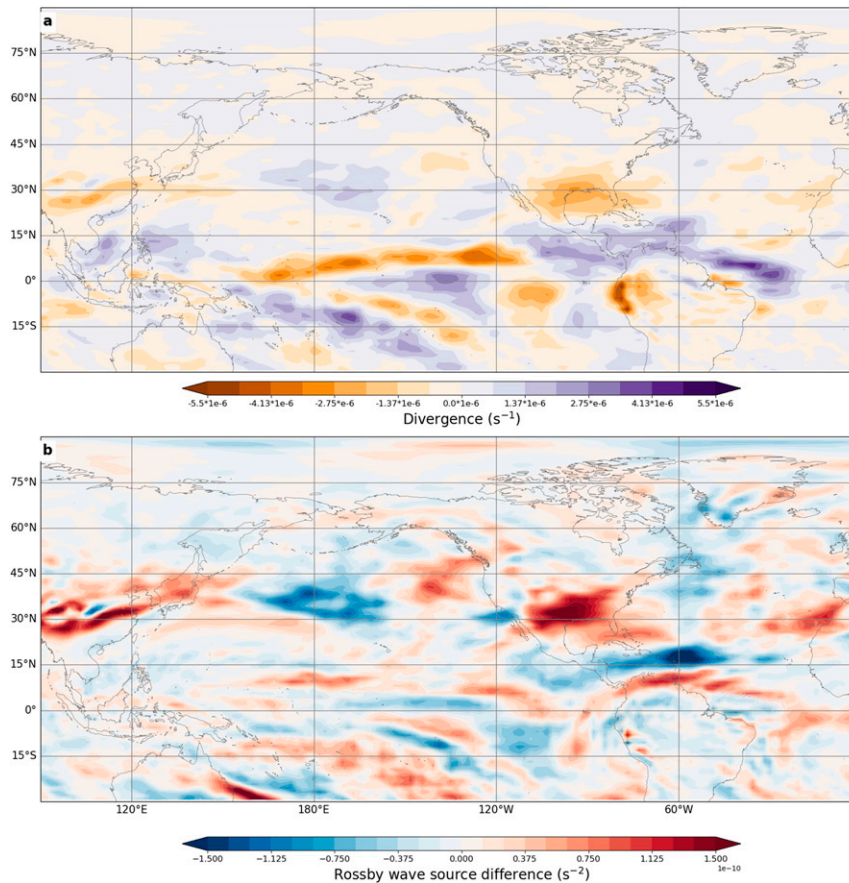 a
75°N
60°N
45°N
30°N
15°N
0°
15°S
-5.5*1e-6 -4.13*1e-6 -2.75*1e-6 -1.37*1e-6 0.0*1e-6 1.37*1e-6 2.75*1e-6 4.13*1e-6 5.5*1e-6
Divergence (s⁻¹)
b
75°N
60°N
45°N
30°N
15°N
0°
15°S
120°E 180°E 120°W 60°W
−1.500 −1.125 −0.750 −0.375 0.000 0.375 0.750 1.125 1.500
1e−10
Rossby wave source difference (s⁻²)